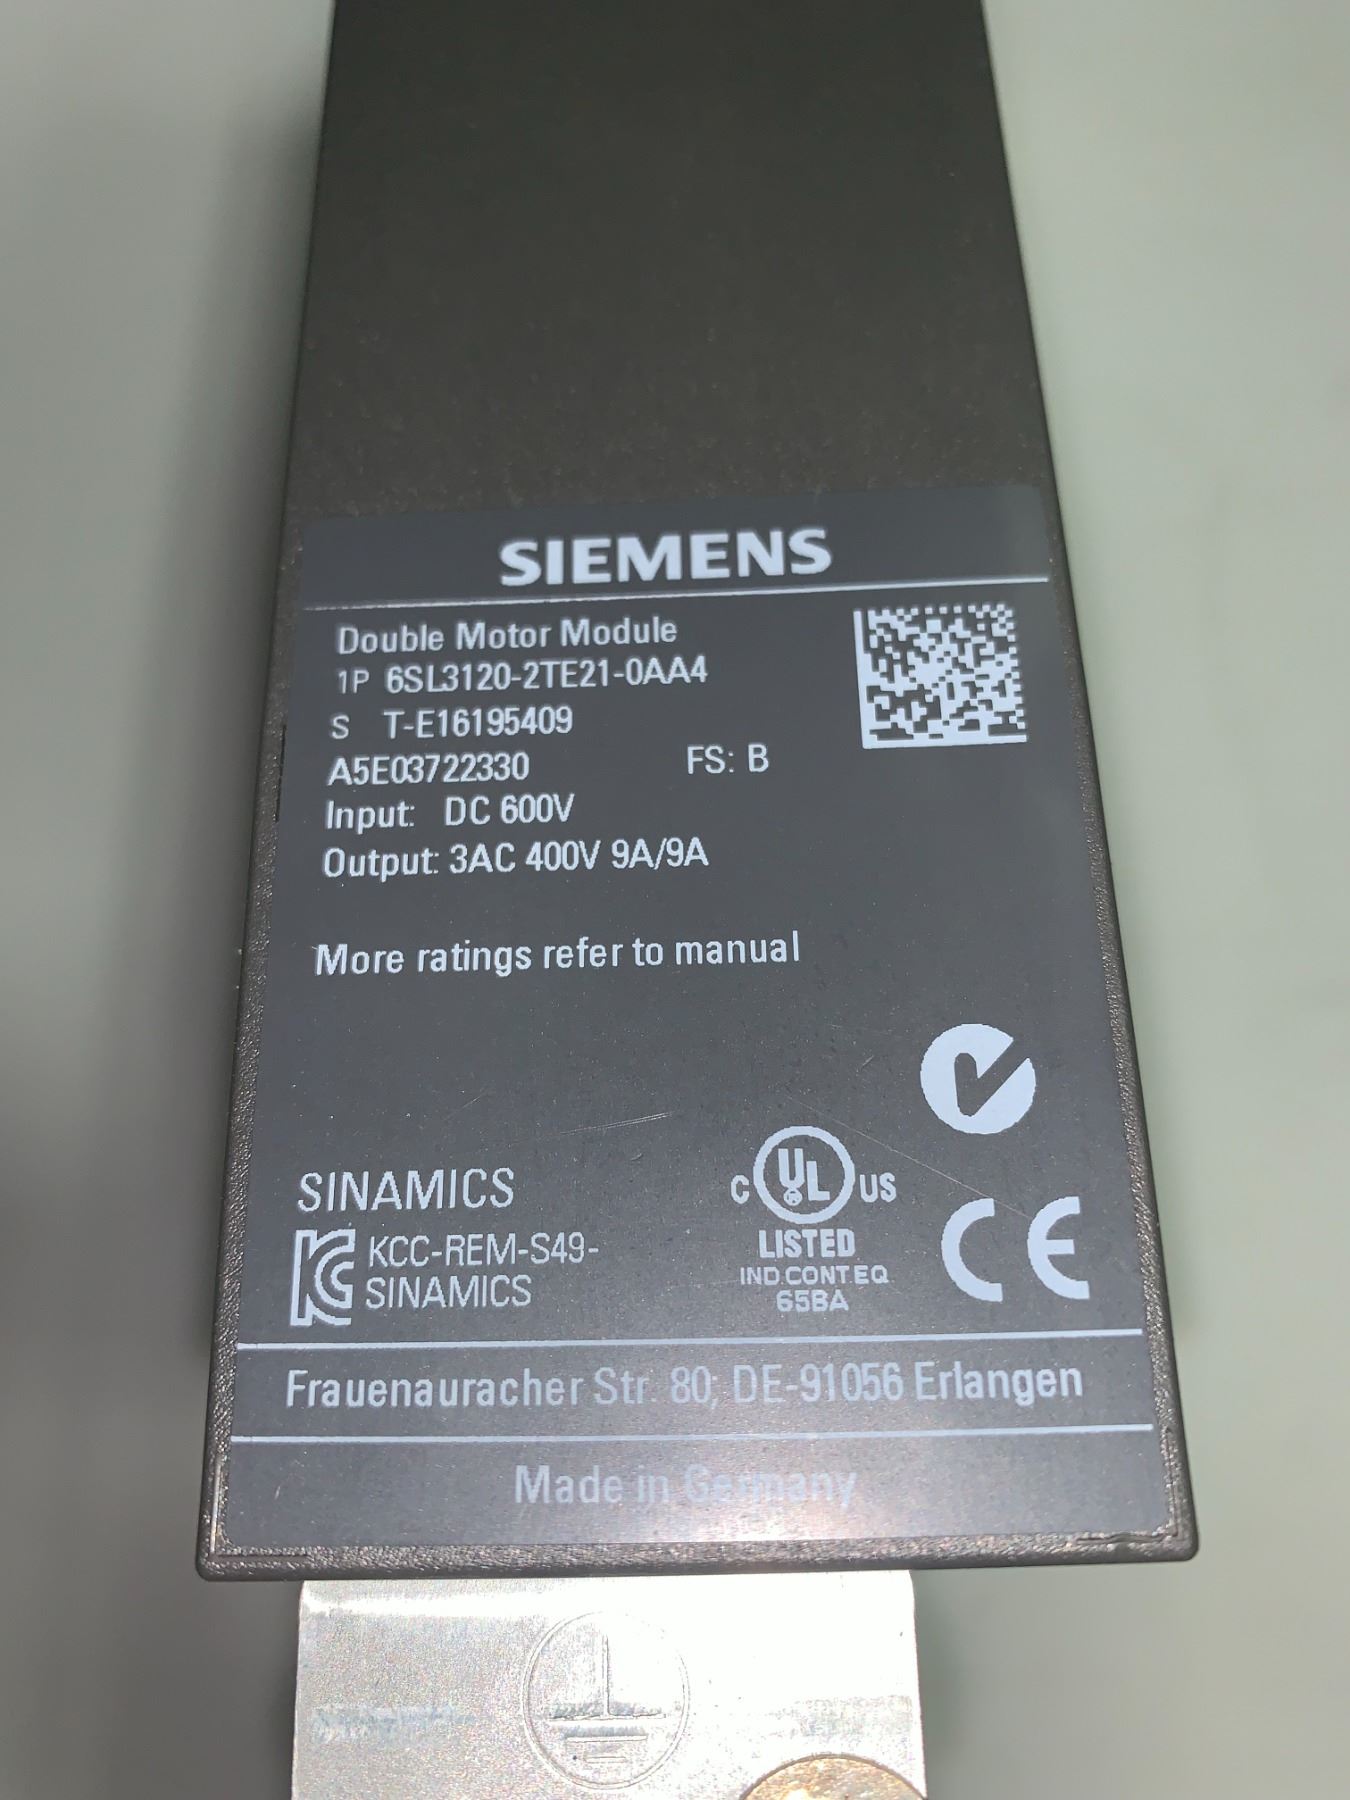 SIEMENS
Double Motor Module
1P 6SL3120-2TE21-0AA4
S T-E16195409
A5E03722330 FS: B
Input: DC 600V
Output: 3AC 400V 9A/9A
More ratings refer to manual
SINAMICS
KCC-REM-S49-
SINAMICS
C UL® US
LISTED
IND.CONT.EQ
65BA
CE
Frauenauracher Str. 80; DE-91056 Erlangen
Made in Germany